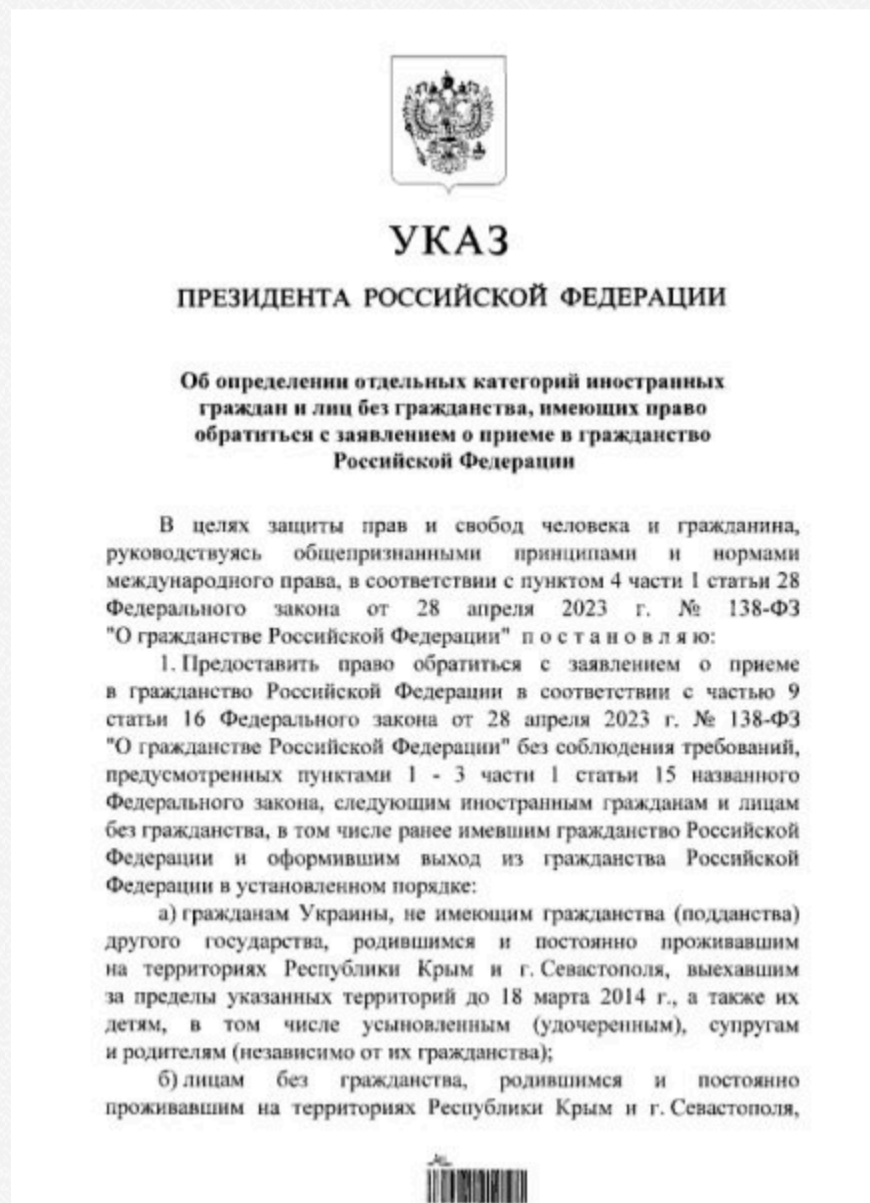 УКАЗ
ПРЕЗИДЕНТА РОССИЙСКОЙ ФЕДЕРАЦИИ
Об определении отдельных категорий иностранных
граждан и лиц без гражданства, имеющих право
обратиться с заявлением о приеме в гражданство
Российской Федерации
В целях защиты прав и свобод человека и гражданина,
руководствуясь общепризнанными принципами и нормами
международного права, в соответствии с пунктом 4 части 1 статьи 28
Федерального закона от 28 апреля 2023 г. № 138-ФЗ
"О гражданстве Российской Федерации" п о с т а н о в л я ю:
1. Предоставить право обратиться с заявлением о приеме
в гражданство Российской Федерации в соответствии с частью 9
статьи 16 Федерального закона от 28 апреля 2023 г. № 138-ФЗ
"О гражданстве Российской Федерации" без соблюдения требований,
предусмотренных пунктами 1 - 3 части 1 статьи 15 названного
Федерального закона, следующим иностранным гражданам и лицам
без гражданства, в том числе ранее имевшим гражданство Российской
Федерации и оформившим выход из гражданства Российской
Федерации в установленном порядке:
а) гражданам Украины, не имеющим гражданства (подданства)
другого государства, родившимся и постоянно проживавшим
на территориях Республики Крым и г. Севастополя, выехавшим
за пределы указанных территорий до 18 марта 2014 г., а также их
детям, в том числе усыновленным (удочеренным), супругам
и родителям (независимо от их гражданства);
б) лицам без гражданства, родившимся и постоянно
проживавшим на территориях Республики Крым и г. Севастополя,